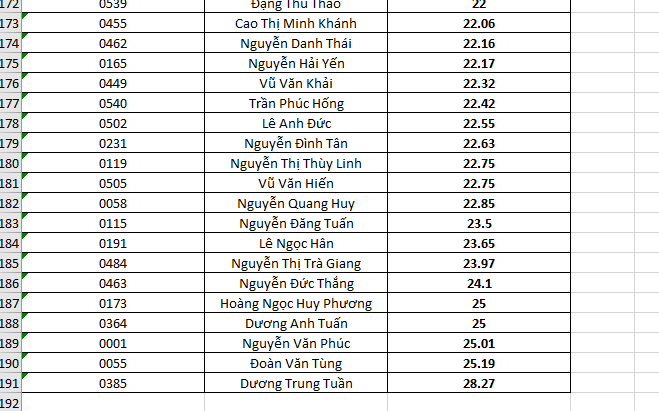 172 0539 Đặng Thu Thảo 22
173 0455 Cao Thị Minh Khánh 22.06
174 0462 Nguyễn Danh Thái 22.16
175 0165 Nguyễn Hải Yến 22.17
176 0449 Vũ Văn Khải 22.32
177 0540 Trần Phúc Hống 22.42
178 0502 Lê Anh Đức 22.55
179 0231 Nguyễn Đình Tân 22.63
180 0119 Nguyễn Thị Thùy Linh 22.75
181 0505 Vũ Văn Hiến 22.75
182 0058 Nguyễn Quang Huy 22.85
183 0115 Nguyễn Đăng Tuấn 23.5
184 0191 Lê Ngọc Hân 23.65
185 0484 Nguyễn Thị Trà Giang 23.97
186 0463 Nguyễn Đức Thắng 24.1
187 0173 Hoàng Ngọc Huy Phương 25
188 0364 Dương Anh Tuấn 25
189 0001 Nguyễn Văn Phúc 25.01
190 0055 Đoàn Văn Tùng 25.19
191 0385 Dương Trung Tuần 28.27
192